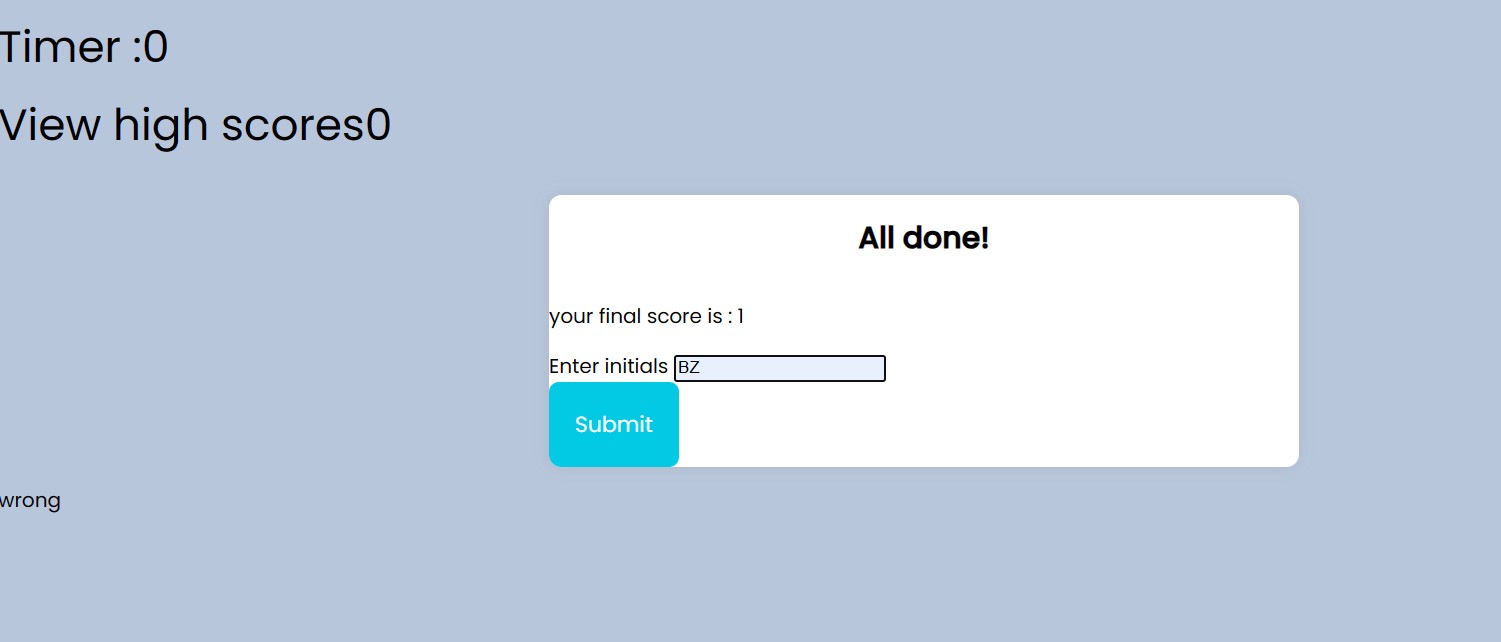 Timer :0
View high scores0
All done!
your final score is : 1
Enter initials BZ
Submit
wrong